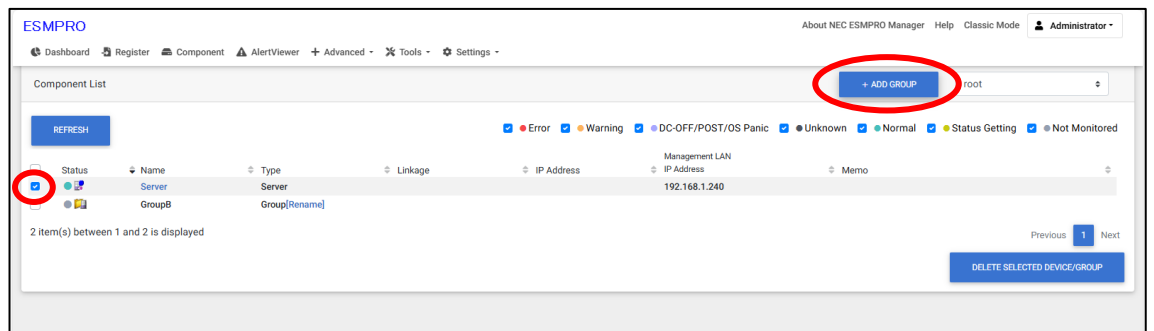 ESMPRO
About NEC ESMPRO Manager Help Classic Mode Administrator
Dashboard Register Component AlertViewer Advanced Tools Settings
Component List
+ ADD GROUP
root
REFRESH
Error Warning DC-OFF/POST/OS Panic Unknown Normal Status Getting Not Monitored
Status Name Type Linkage IP Address Management LAN IP Address Memo
Server Server 192.168.1.240
GroupB Group[Rename]
2 item(s) between 1 and 2 is displayed
Previous 1 Next
DELETE SELECTED DEVICE/GROUP